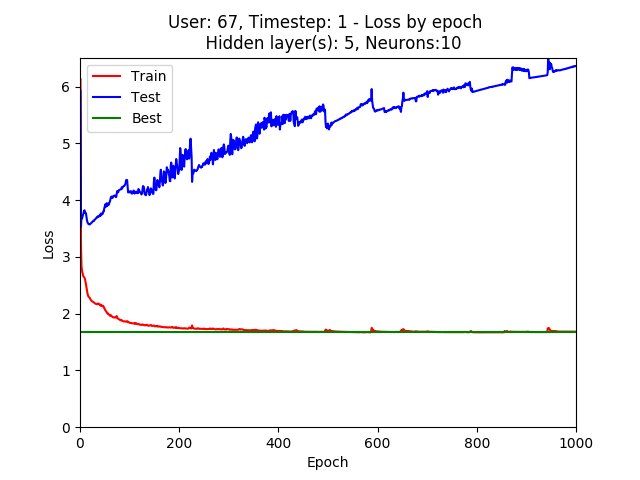 User: 67, Timestep: 1 - Loss by epoch
Hidden layer(s): 5, Neurons:10
Train
Test
Best
6
5
4
3
2
1
0
Loss
0 200 400 600 800 1000
Epoch